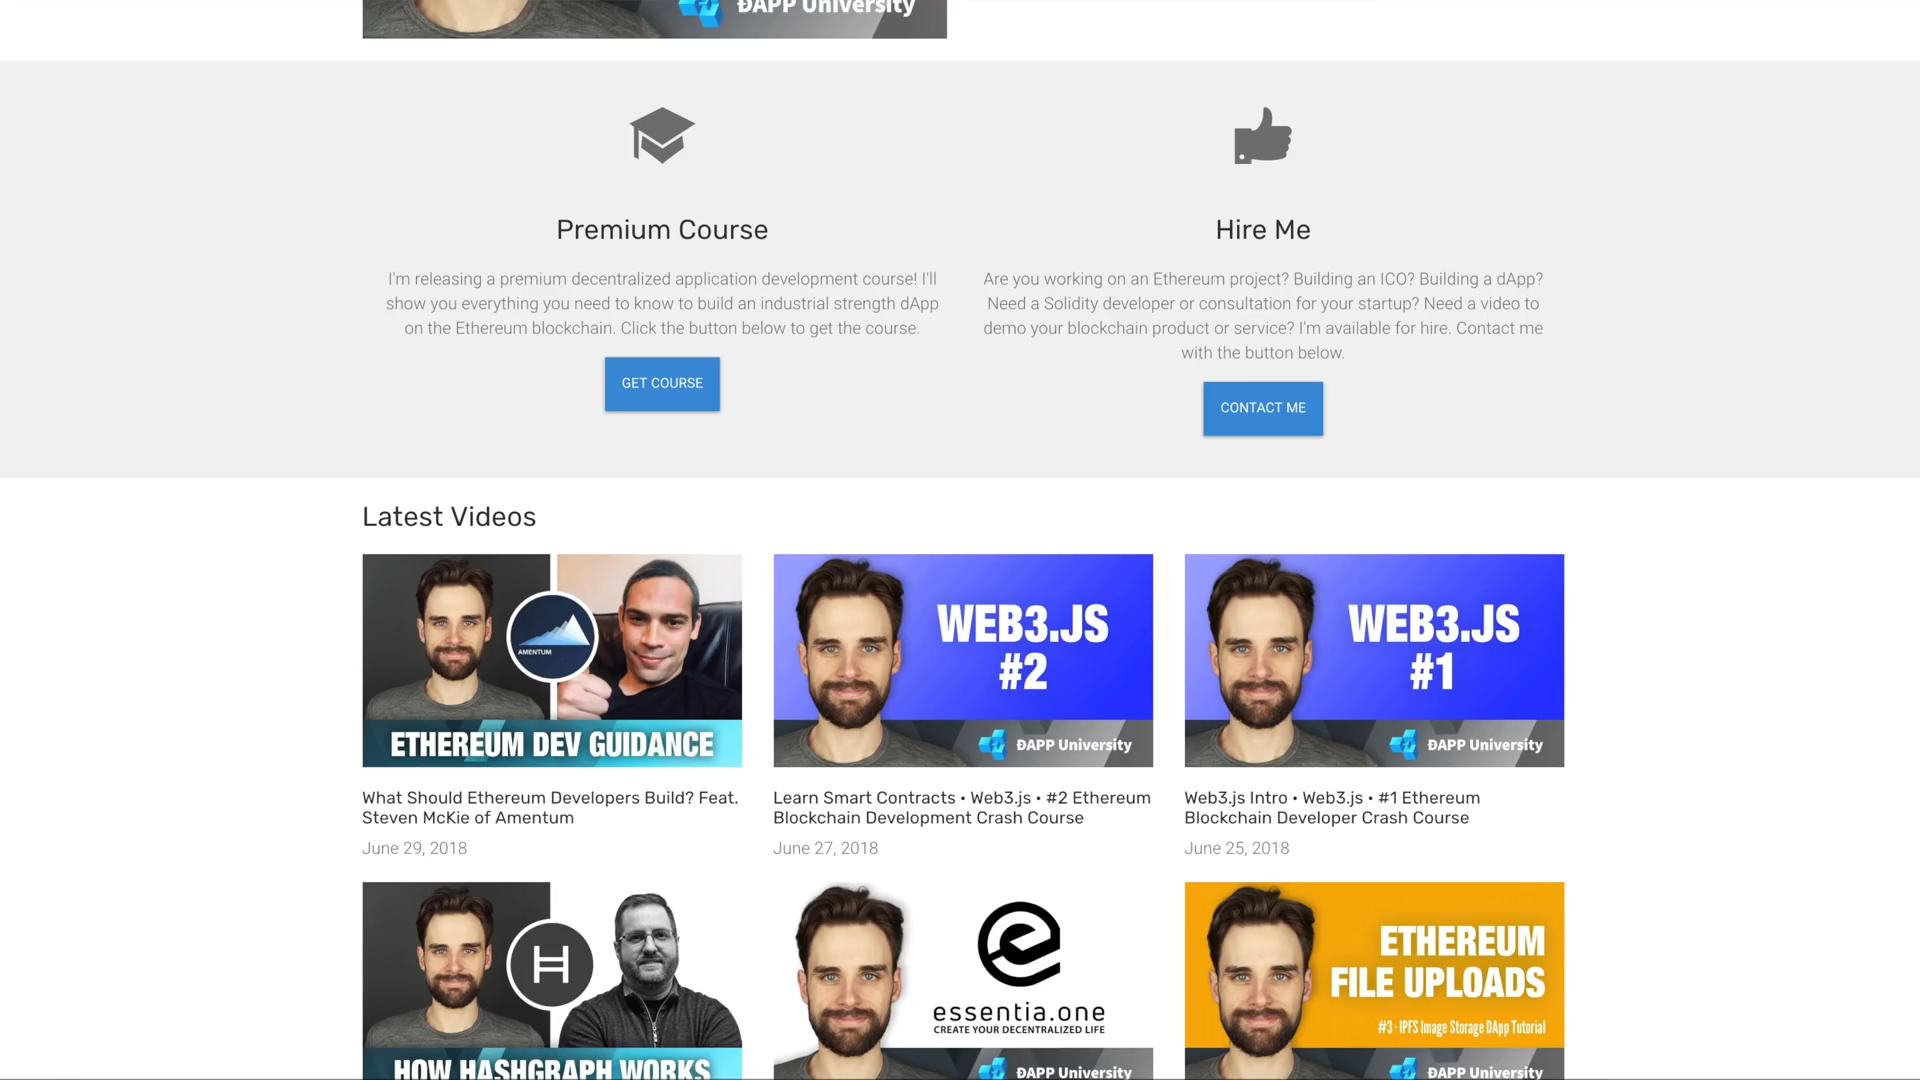 ÐAPP University
Premium Course
I'm releasing a premium decentralized application development course! I'll
show you everything you need to know to build an industrial strength dApp
on the Ethereum blockchain. Click the button below to get the course.
GET COURSE
Hire Me
Are you working on an Ethereum project? Building an ICO? Building a dApp?
Need a Solidity developer or consultation for your startup? Need a video to
demo your blockchain product or service? I'm available for hire. Contact me
with the button below.
CONTACT ME
Latest Videos
AMENTUM
ETHEREUM DEV GUIDANCE
What Should Ethereum Developers Build? Feat.
Steven McKie of Amentum
June 29, 2018
WEB3.JS
#2
ÐAPP University
Learn Smart Contracts • Web3.js • #2 Ethereum
Blockchain Development Crash Course
June 27, 2018
WEB3.JS
#1
ÐAPP University
Web3.js Intro • Web3.js • #1 Ethereum
Blockchain Developer Crash Course
June 25, 2018
H
HOW HASHGRAPH WORKS
essentia.one
CREATE YOUR DECENTRALIZED LIFE
ÐAPP University
ETHEREUM
FILE UPLOADS
#3 · IPFS Image Storage DApp Tutorial
ÐAPP University